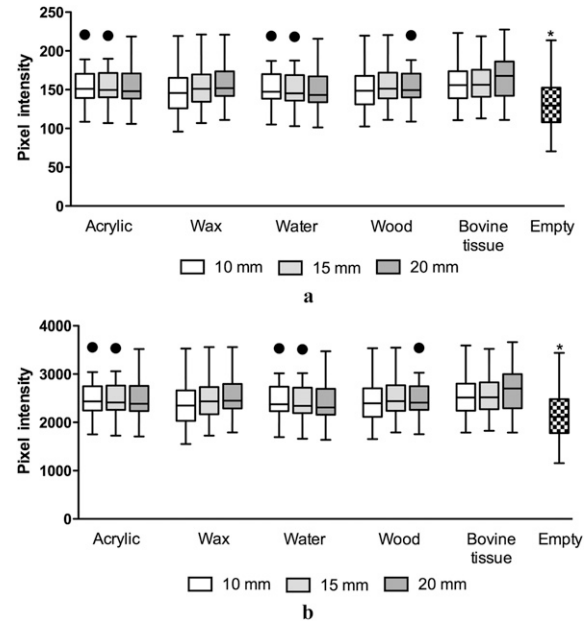 250
200
150
100
50
0
Pixel intensity
*
Acrylic Wax Water Wood Bovine tissue Empty
10 mm 15 mm 20 mm
a
4000
3000
2000
1000
0
Pixel intensity
*
Acrylic Wax Water Wood Bovine tissue Empty
10 mm 15 mm 20 mm
b